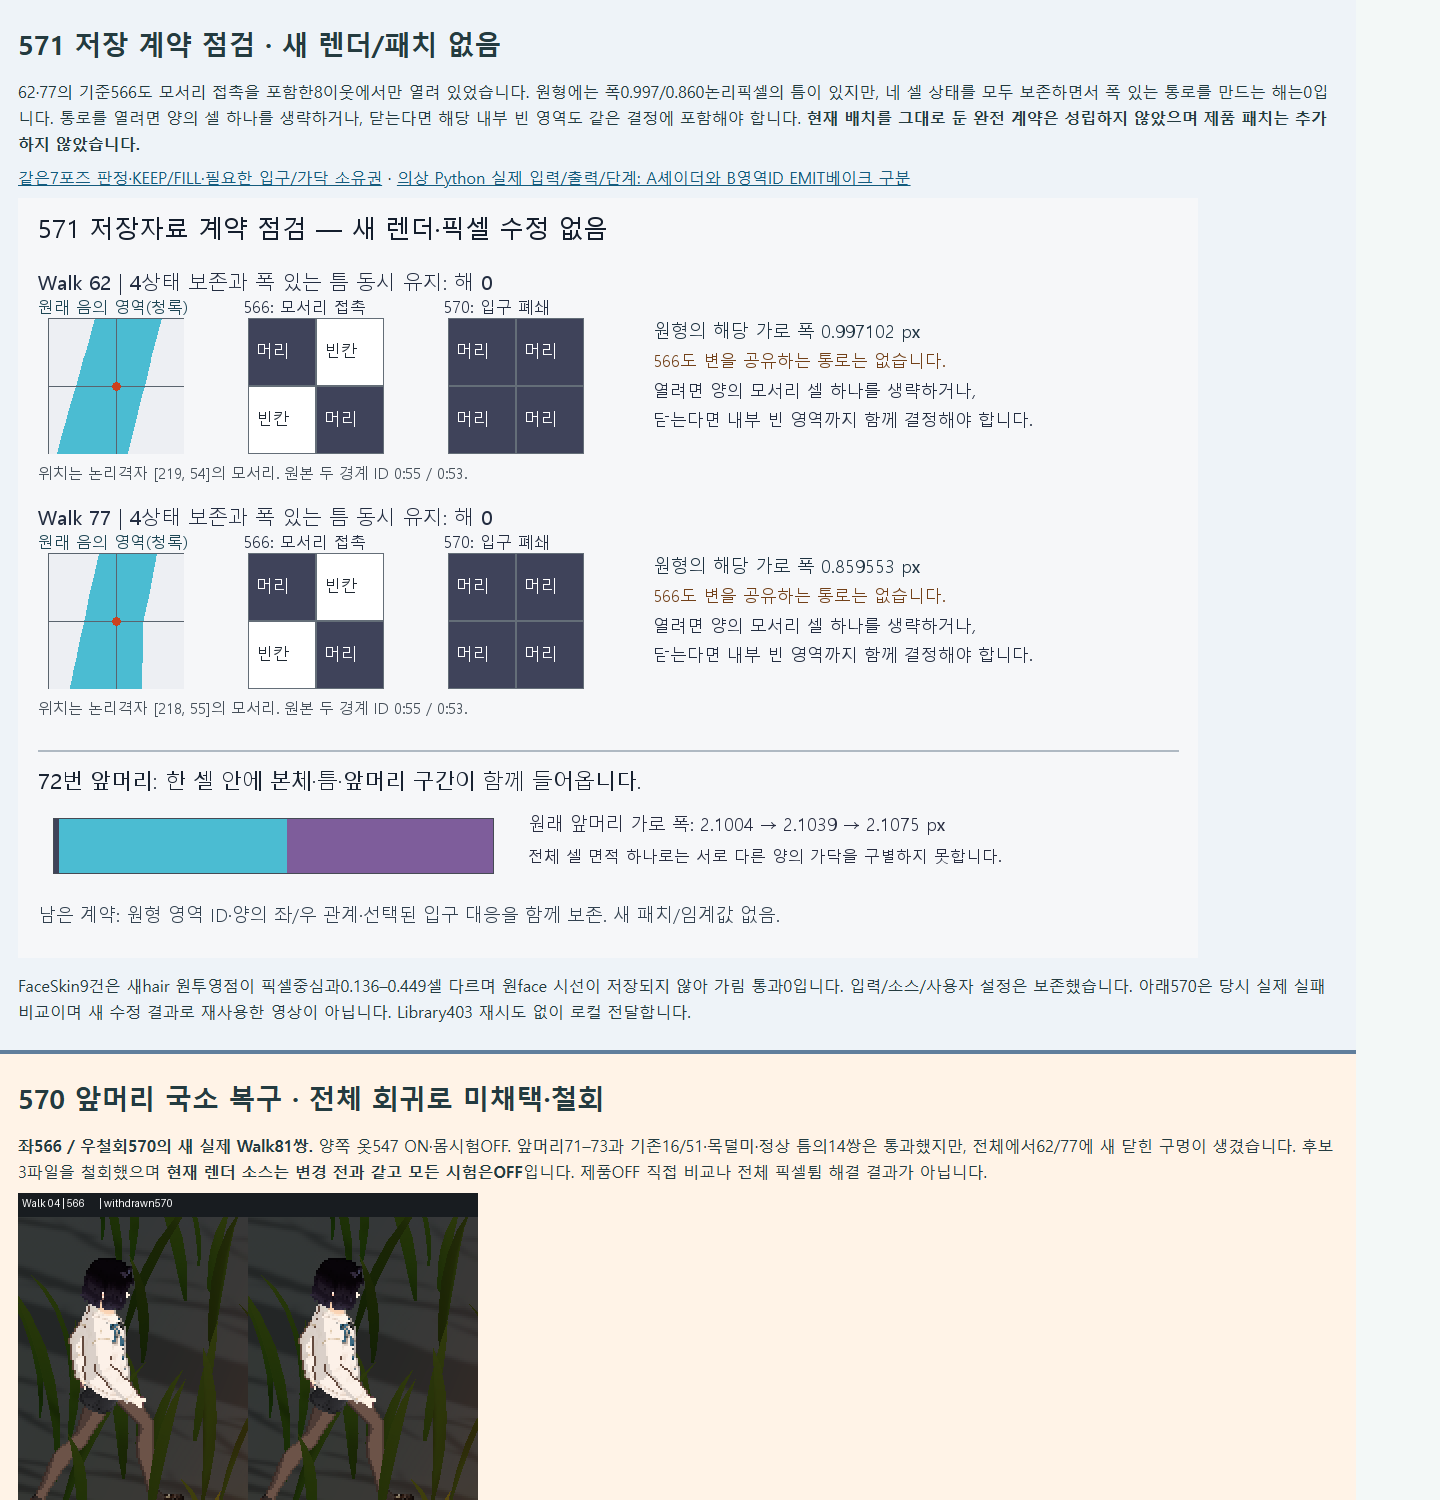 571 저장 계약 점검 · 새 렌더/패치 없음
62·77의 기준566도 모서리 접촉을 포함한8이웃에서만 열려 있었습니다. 원형에는 폭0.997/0.860논리픽셀의 틈이 있지만, 네 셀 상태를 모두 보존하면서 폭 있는 통로를 만드는 해는0입
니다. 통로를 열려면 양의 셀 하나를 생략하거나, 닫는다면 해당 내부 빈 영역도 같은 결정에 포함해야 합니다. 현재 배치를 그대로 둔 완전 계약은 성립하지 않았으며 제품 패치는 추가
하지 않았습니다.
같은7포즈 판정·KEEP/FILL·필요한 입구/가닥 소유권 · 의상 Python 실제 입력/출력/단계: A셰이더와 B영역ID EMIT베이크 구분
571 저장자료 계약 점검 — 새 렌더·픽셀 수정 없음
Walk 62 | 4상태 보존과 폭 있는 틈 동시 유지: 해 0
원래 음의 영역(청록) 566: 모서리 접촉 570: 입구 폐쇄
머리 빈칸 머리 머리
빈칸 머리 머리 머리
원형의 해당 가로 폭 0.997102 px
566도 변을 공유하는 통로는 없습니다.
열려면 양의 모서리 셀 하나를 생략하거나,
닫는다면 내부 빈 영역까지 함께 결정해야 합니다.
위치는 논리격자 [219, 54]의 모서리. 원본 두 경계 ID 0:55 / 0:53.
Walk 77 | 4상태 보존과 폭 있는 틈 동시 유지: 해 0
원래 음의 영역(청록) 566: 모서리 접촉 570: 입구 폐쇄
머리 빈칸 머리 머리
빈칸 머리 머리 머리
원형의 해당 가로 폭 0.859553 px
566도 변을 공유하는 통로는 없습니다.
열려면 양의 모서리 셀 하나를 생략하거나,
닫는다면 내부 빈 영역까지 함께 결정해야 합니다.
위치는 논리격자 [218, 55]의 모서리. 원본 두 경계 ID 0:55 / 0:53.
72번 앞머리: 한 셀 안에 본체·틈·앞머리 구간이 함께 들어옵니다.
원래 앞머리 가로 폭: 2.1004 → 2.1039 → 2.1075 px
전체 셀 면적 하나로는 서로 다른 양의 가닥을 구별하지 못합니다.
남은 계약: 원형 영역 ID·양의 좌/우 관계·선택된 입구 대응을 함께 보존. 새 패치/임계값 없음.
FaceSkin9건은 새hair 원투영점이 픽셀중심과0.136–0.449셀 다르며 원face 시선이 저장되지 않아 가림 통과0입니다. 입력/소스/사용자 설정은 보존했습니다. 아래570은 당시 실제 실패
비교이며 새 수정 결과로 재사용한 영상이 아닙니다. Library403 재시도 없이 로컬 전달합니다.
570 앞머리 국소 복구 · 전체 회귀로 미채택·철회
좌566 / 우철회570의 새 실제 Walk81쌍. 양쪽 옷547 ON·몸시험OFF. 앞머리71–73과 기존16/51·목덜미·정상 틈의14쌍은 통과했지만, 전체에서62/77에 새 닫힌 구멍이 생겼습니다. 후보
3파일을 철회했으며 현재 렌더 소스는 변경 전과 같고 모든 시험은OFF입니다. 제품OFF 직접 비교나 전체 픽셀튐 해결 결과가 아닙니다.
Walk 04 | 566 | withdrawn570